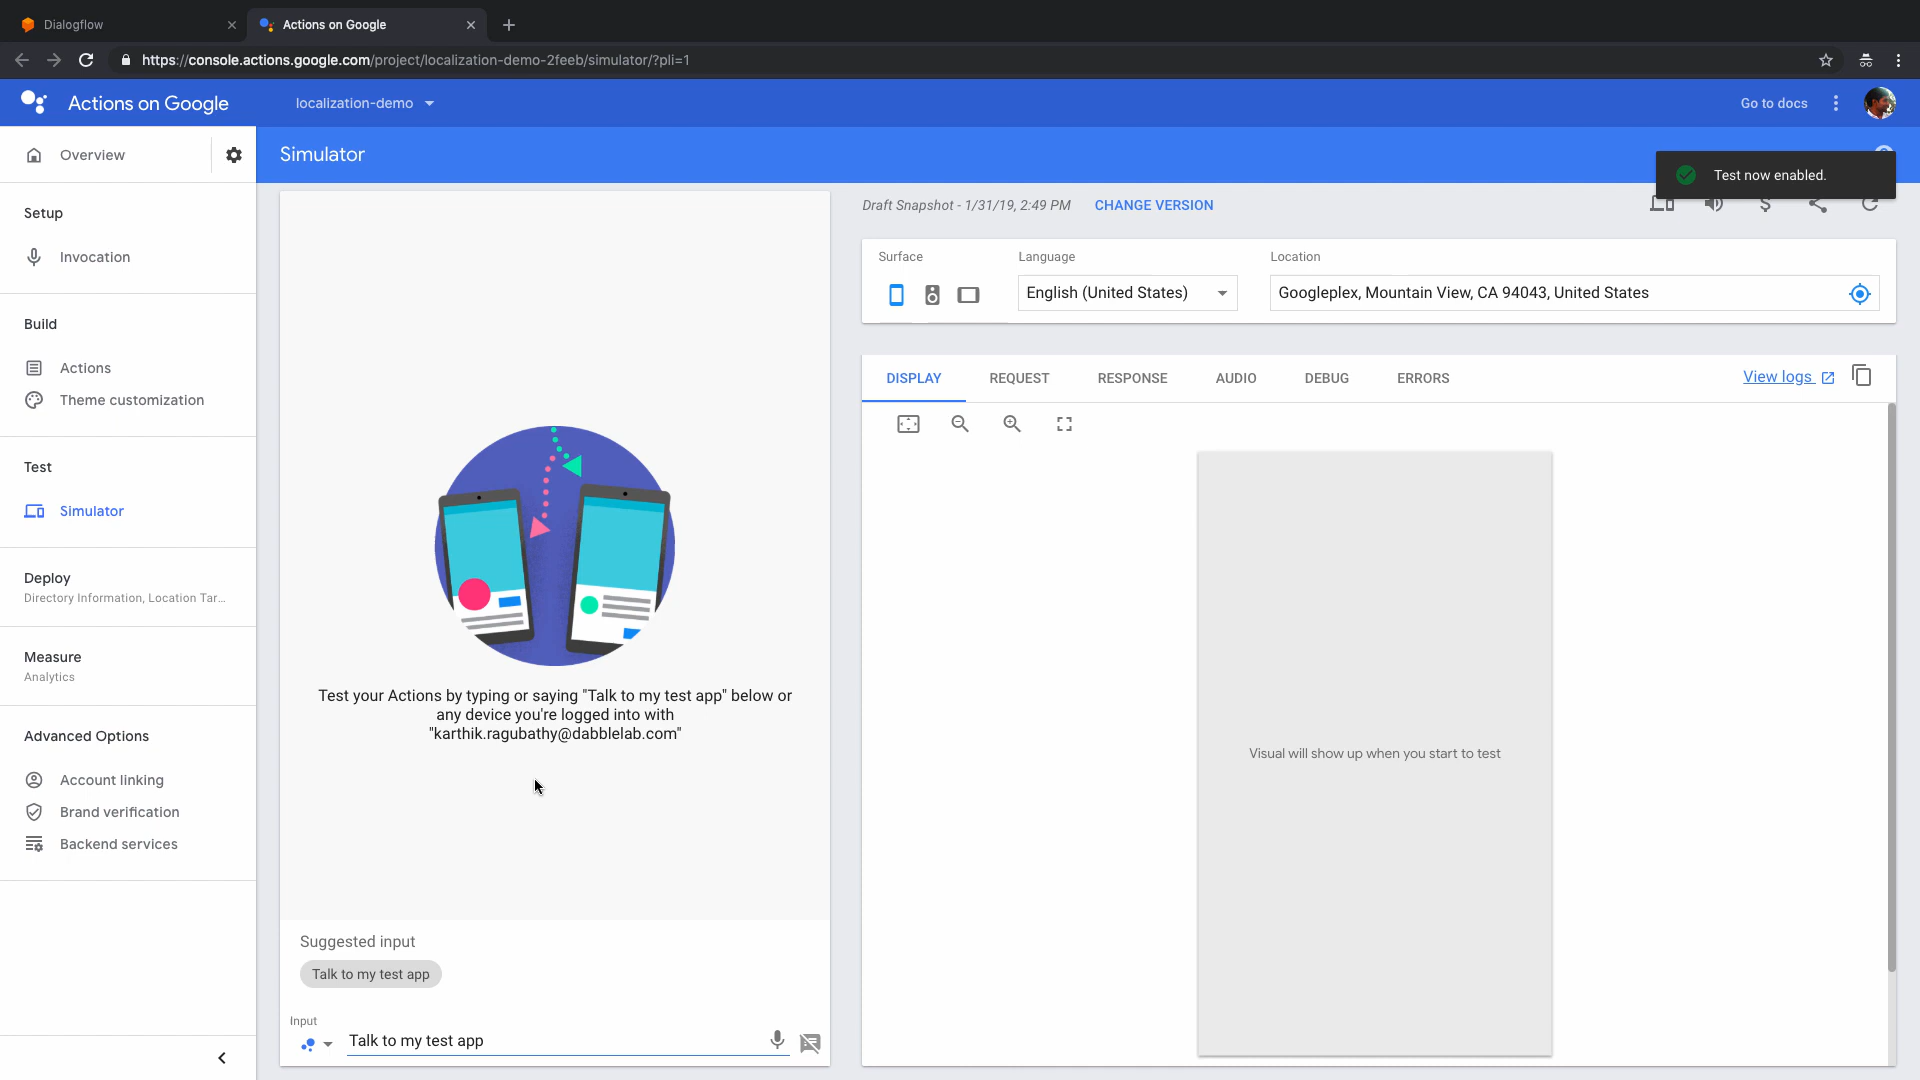 Dialogflow
Actions on Google
https://console.actions.google.com/project/localization-demo-2feeb/simulator/?pli=1
Actions on Google
localization-demo
Go to docs
Overview
Simulator
Test now enabled.
Setup
Invocation
Build
Actions
Theme customization
Test
Simulator
Deploy
Directory Information, Location Tar...
Measure
Analytics
Advanced Options
Account linking
Brand verification
Backend services
Test your Actions by typing or saying "Talk to my test app" below or
any device you're logged into with
"karthik.ragubathy@dabblelab.com"
Suggested input
Talk to my test app
Input
Talk to my test app
Draft Snapshot - 1/31/19, 2:49 PM
CHANGE VERSION
Surface
Language
Location
English (United States)
Googleplex, Mountain View, CA 94043, United States
DISPLAY
REQUEST
RESPONSE
AUDIO
DEBUG
ERRORS
View logs
Visual will show up when you start to test